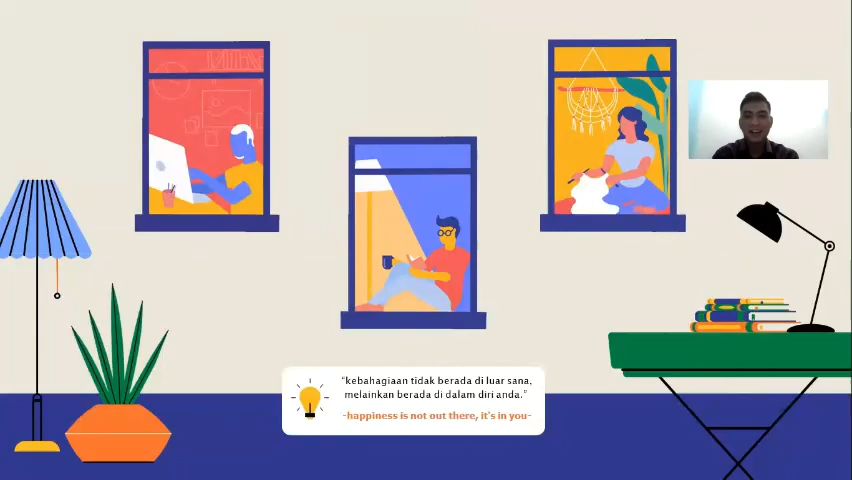 "kebahagiaan tidak berada di luar sana,
melainkan berada di dalam diri anda."
-happiness is not out there, it's in you-